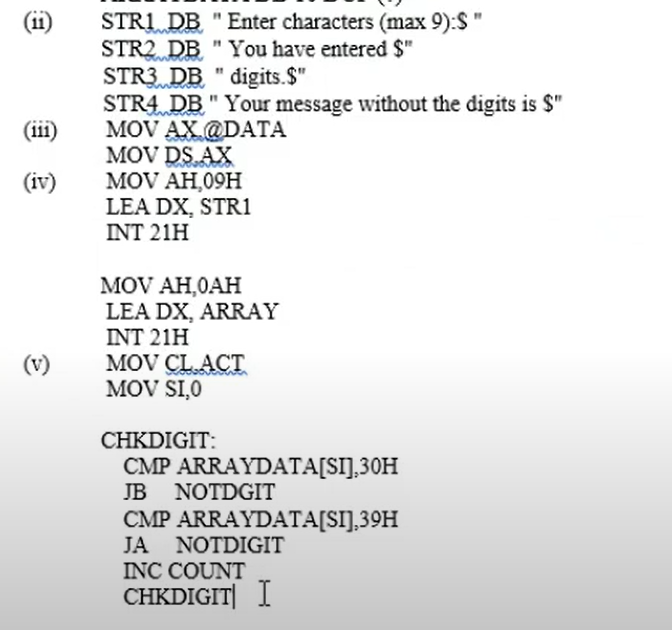 (ii) STR1 DB " Enter characters (max 9):$ "
STR2 DB " You have entered $"
STR3 DB " digits.$"
STR4 DB " Your message without the digits is $"
(iii) MOV AX,@DATA
MOV DS,AX
(iv) MOV AH,09H
LEA DX, STR1
INT 21H
MOV AH,0AH
LEA DX, ARRAY
INT 21H
(v) MOV CL,ACT
MOV SI,0
CHKDIGIT:
CMP ARRAYDATA[SI],30H
JB NOTDGIT
CMP ARRAYDATA[SI],39H
JA NOTDIGIT
INC COUNT
CHKDIGIT